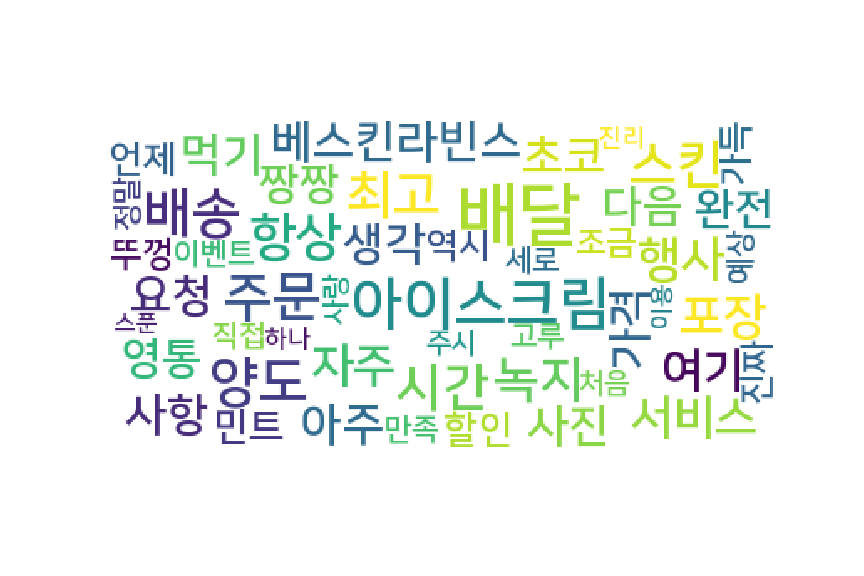 베스킨라빈스
진리
언제
먹기
초코
스킨
가득
짱짱
최고
배달
다음
완전
정말
배송
항상
생각
역시
조금
행사
예상
뚜껑
이벤트
세로
요청
주문
사랑
아이스크림
가격
이용
포장
스푼
직접
하나
주시
고루
영통
양도
자주
시간
녹지
처음
여기
진짜
사항
민트
아주
만족
할인
사진
서비스